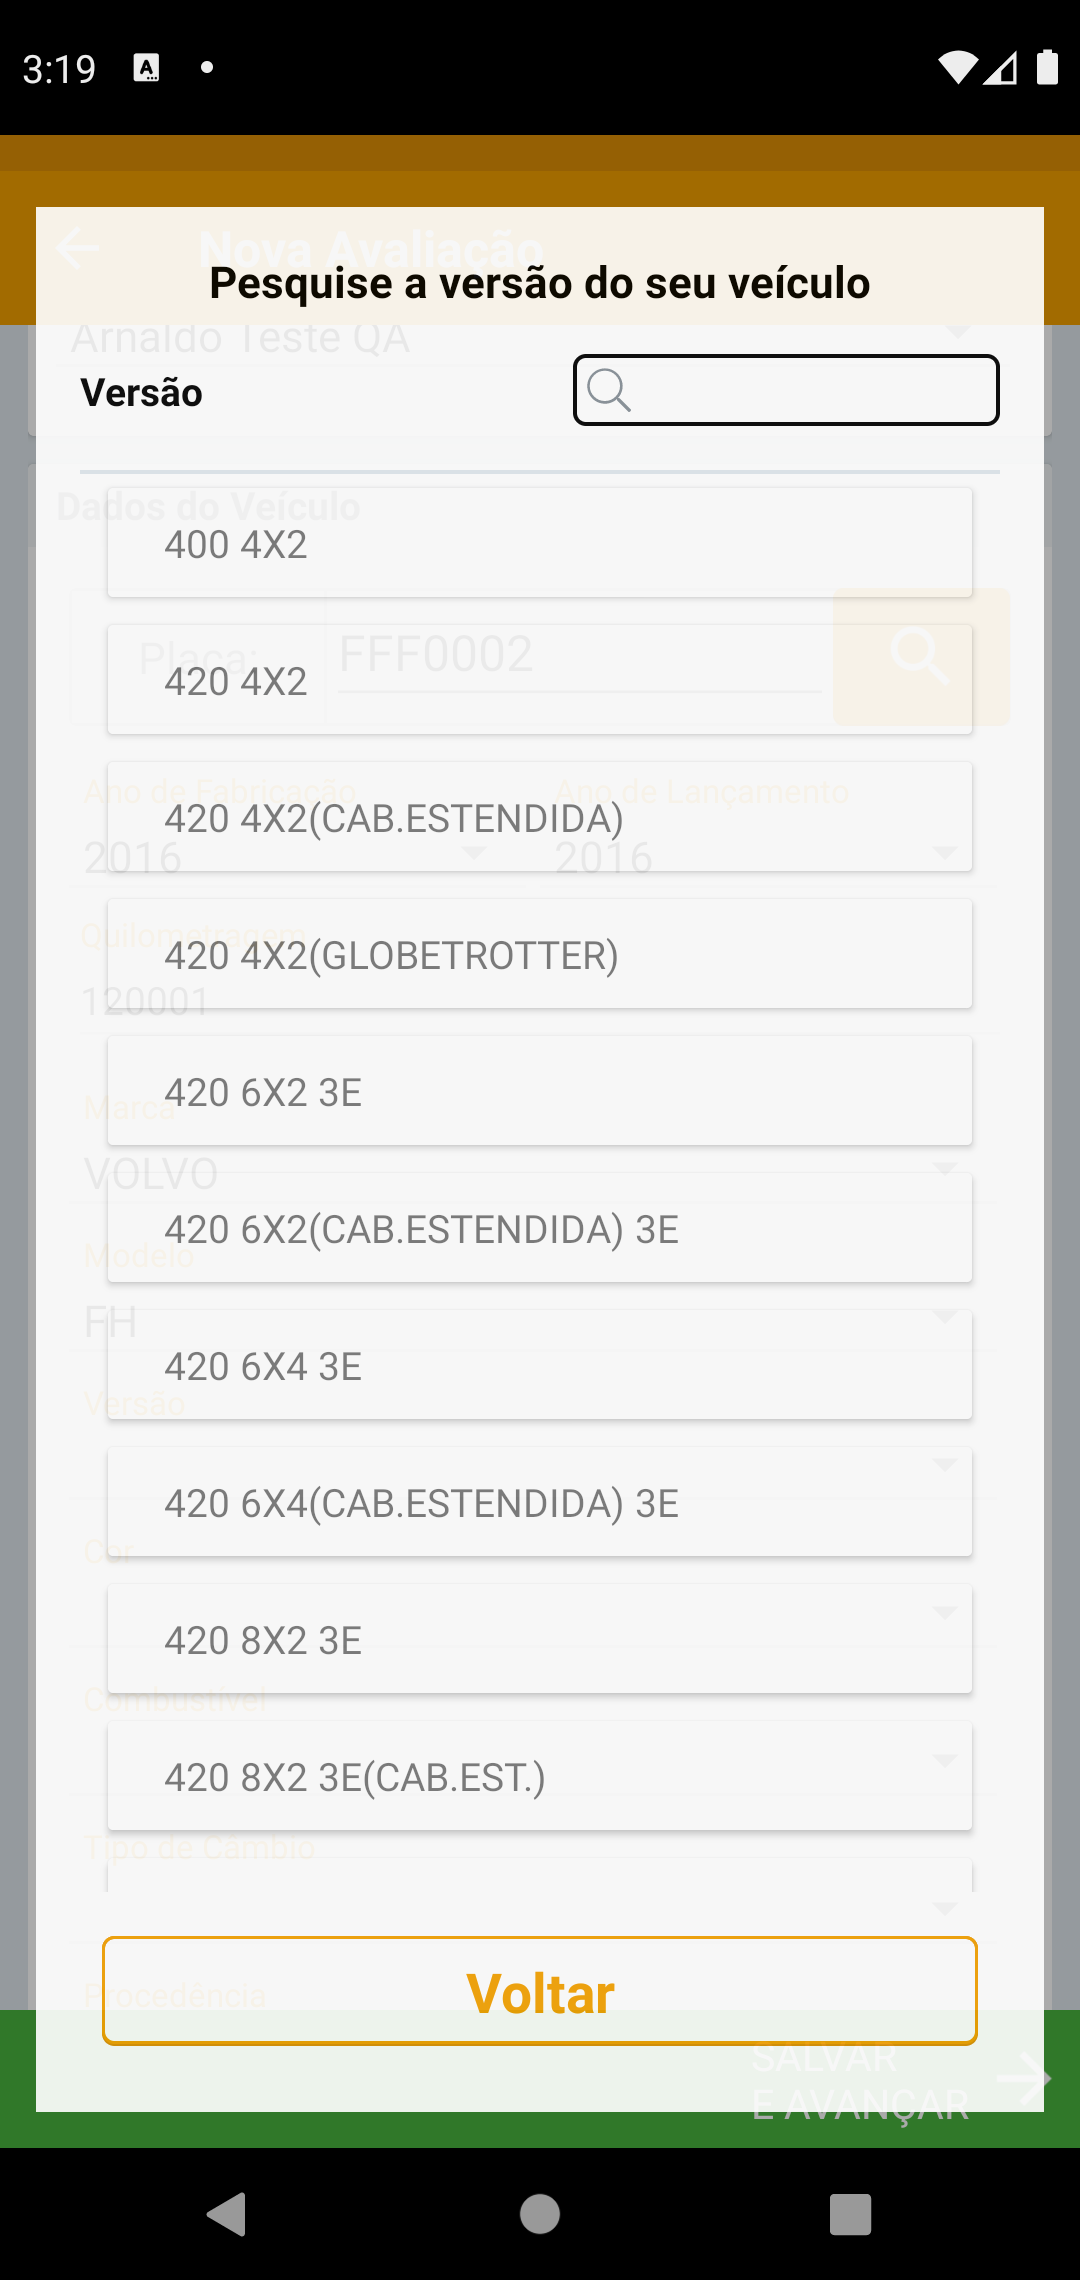 3:19
Nova Avaliação
Pesquise a versão do seu veículo
Arnaldo Teste QA
Versão
Dados do Veículo
400 4X2
Placa:
FFF0002
420 4X2
Ano de Fabricação
Ano de Lançamento
420 4X2(CAB.ESTENDIDA)
2016
2016
Quilometragem
420 4X2(GLOBETROTTER)
120001
420 6X2 3E
Marca
VOLVO
420 6X2(CAB.ESTENDIDA) 3E
Modelo
FH
420 6X4 3E
Versão
420 6X4(CAB.ESTENDIDA) 3E
Cor
420 8X2 3E
Combustível
420 8X2 3E(CAB.EST.)
Tipo de Câmbio
Voltar
Procedência
SALVAR
E AVANÇAR